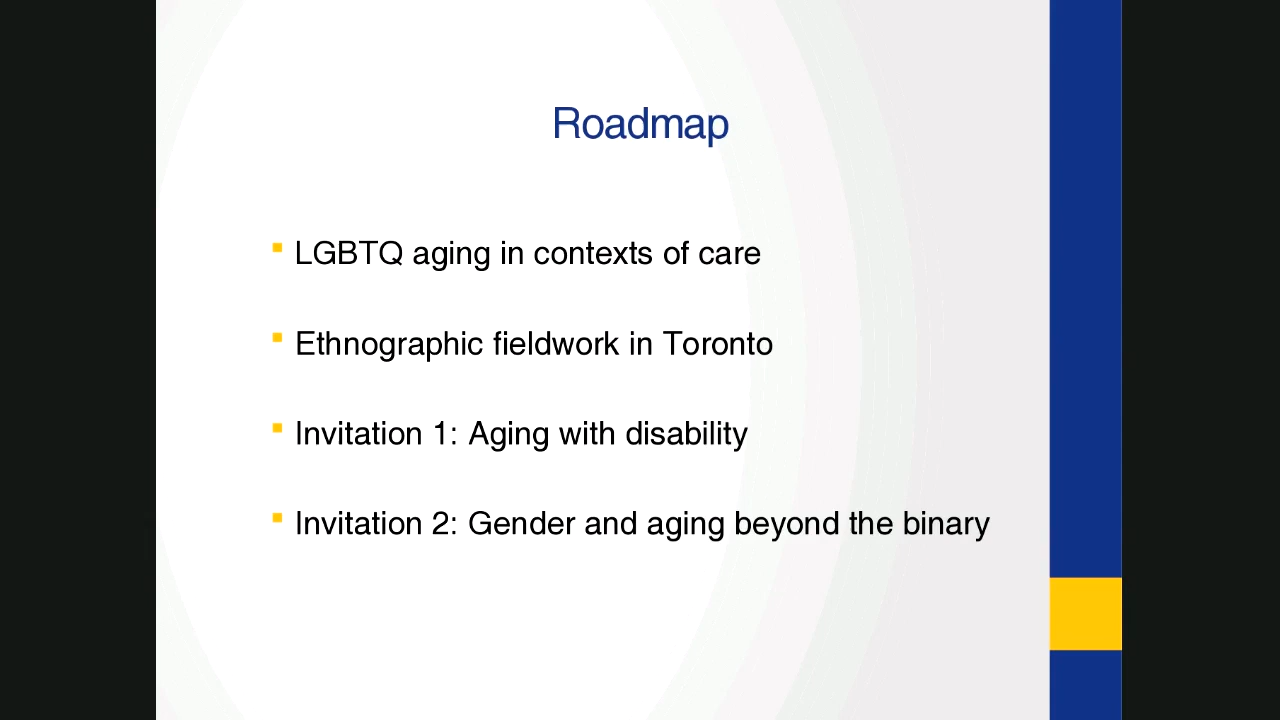 Roadmap
LGBTQ aging in contexts of care
Ethnographic fieldwork in Toronto
Invitation 1: Aging with disability
Invitation 2: Gender and aging beyond the binary